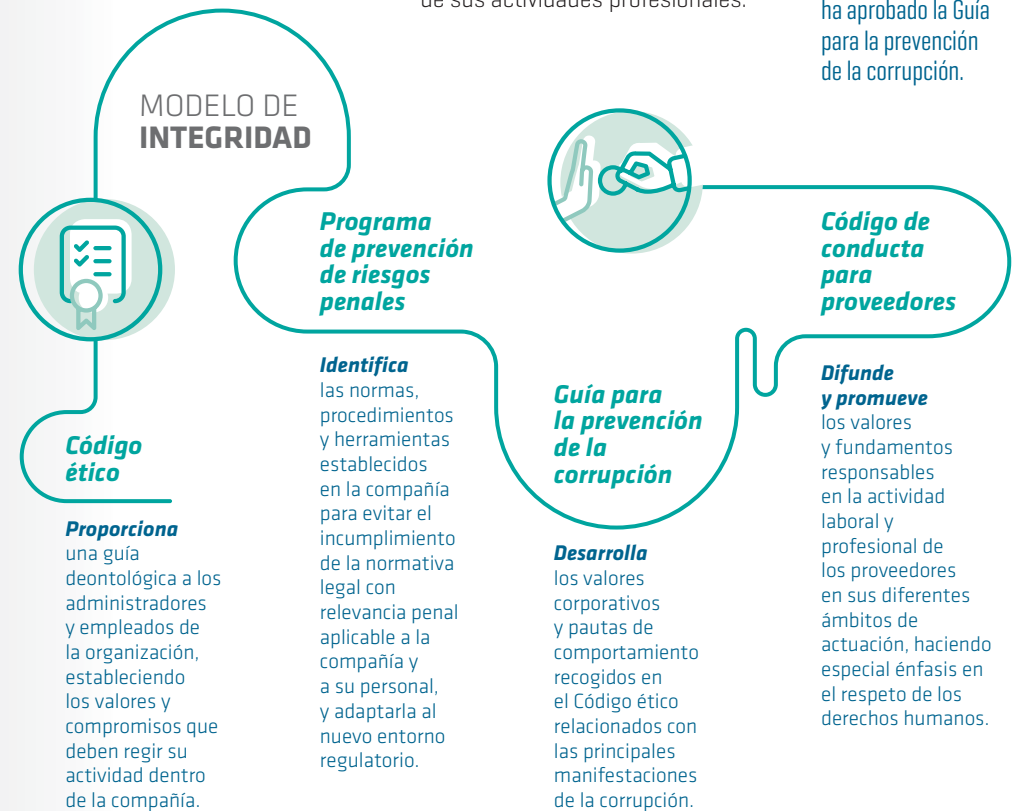 de sus actividades profesionales.
ha aprobado la Guía
para la prevención
de la corrupción.
MODELO DE
INTEGRIDAD
Código
ético
Proporciona
una guía
deontológica a los
administradores
y empleados de
la organización,
estableciendo
los valores y
compromisos que
deben regir su
actividad dentro
de la compañía.
Programa
de prevención
de riesgos
penales
Identifica
las normas,
procedimientos
y herramientas
establecidos
en la compañía
para evitar el
incumplimiento
de la normativa
legal con
relevancia penal
aplicable a la
compañía y
a su personal,
y adaptarla al
nuevo entorno
regulatorio.
Guía para
la prevención
de la
corrupción
Desarrolla
los valores
corporativos
y pautas de
comportamiento
recogidos en
el Código ético
relacionados con
las principales
manifestaciones
de la corrupción.
Código de
conducta
para
proveedores
Difunde
y promueve
los valores
y fundamentos
responsables
en la actividad
laboral y
profesional de
los proveedores
en sus diferentes
ámbitos de
actuación, haciendo
especial énfasis en
el respeto de los
derechos humanos.